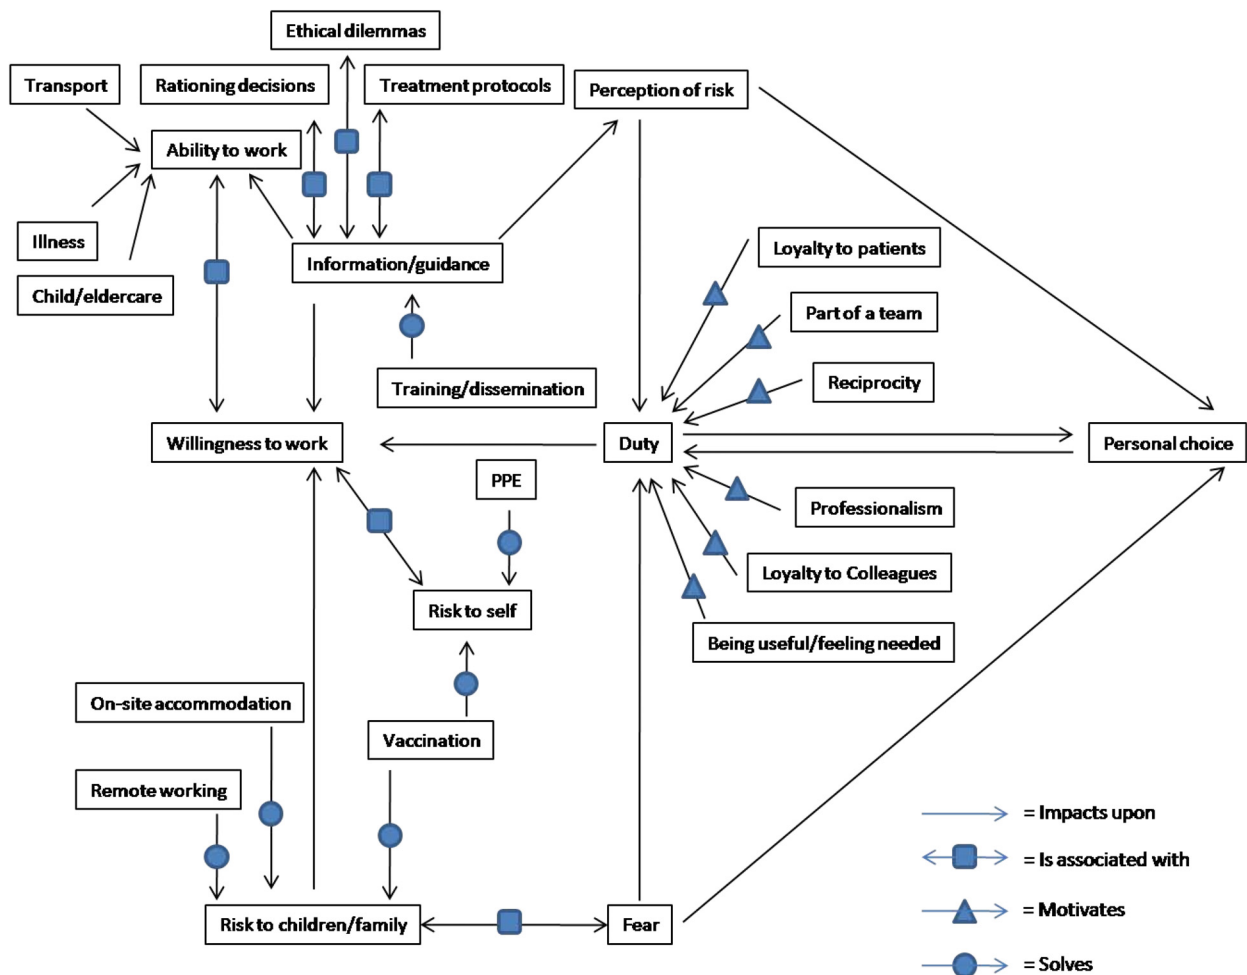 Ethical dilemmas
Transport
Rationing decisions
Treatment protocols
Perception of risk
Ability to work
Illness
Child/eldercare
Information/guidance
Loyalty to patients
Part of a team
Reciprocity
Training/dissemination
Willingness to work
Duty
Personal choice
PPE
Professionalism
Loyalty to Colleagues
Risk to self
Being useful/feeling needed
On-site accommodation
Vaccination
Remote working
Risk to children/family
Fear
= Impacts upon
= Is associated with
= Motivates
= Solves